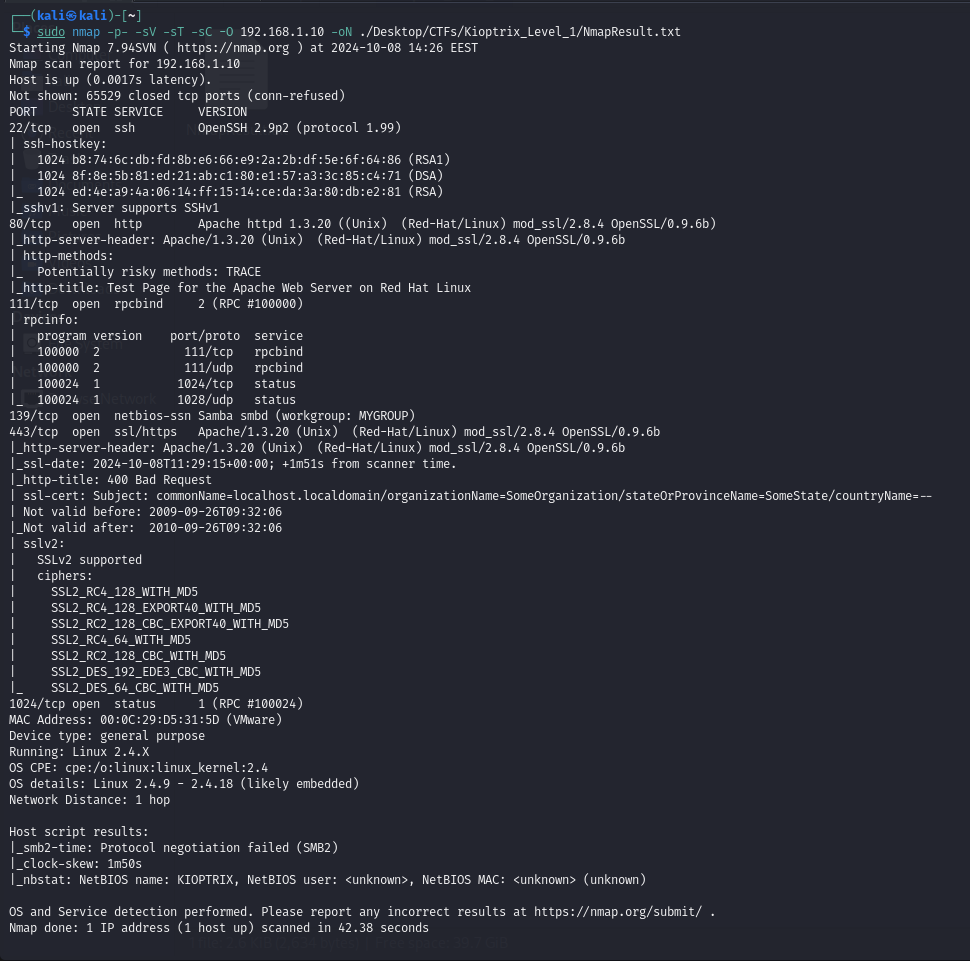 ┌──(kali㉿kali)-[~]
└─$ sudo nmap -p- -sV -sT -sC -O 192.168.1.10 -oN ./Desktop/CTFs/Kioptrix_Level_1/NmapResult.txt
Starting Nmap 7.94SVN ( https://nmap.org ) at 2024-10-08 14:26 EEST
Nmap scan report for 192.168.1.10
Host is up (0.0017s latency).
Not shown: 65529 closed tcp ports (conn-refused)
PORT     STATE SERVICE     VERSION
22/tcp   open  ssh         OpenSSH 2.9p2 (protocol 1.99)
| ssh-hostkey:
|   1024 b8:74:6c:db:fd:8b:e6:66:e9:2a:2b:df:5e:6f:64:86 (RSA1)
|   1024 8f:8e:5b:81:ed:21:ab:c1:80:e1:57:a3:3c:85:c4:71 (DSA)
|_  1024 ed:4e:a9:4a:06:14:ff:15:14:ce:da:3a:80:db:e2:81 (RSA)
|_sshv1: Server supports SSHv1
80/tcp   open  http        Apache httpd 1.3.20 ((Unix)  (Red-Hat/Linux) mod_ssl/2.8.4 OpenSSL/0.9.6b)
|_http-server-header: Apache/1.3.20 (Unix)  (Red-Hat/Linux) mod_ssl/2.8.4 OpenSSL/0.9.6b
| http-methods:
|_  Potentially risky methods: TRACE
|_http-title: Test Page for the Apache Web Server on Red Hat Linux
111/tcp  open  rpcbind     2 (RPC #100000)
| rpcinfo:
|   program version    port/proto  service
|   100000  2            111/tcp   rpcbind
|   100000  2            111/udp   rpcbind
|   100024  1           1024/tcp   status
|_  100024  1           1028/udp   status
139/tcp  open  netbios-ssn Samba smbd (workgroup: MYGROUP)
443/tcp  open  ssl/https   Apache/1.3.20 (Unix)  (Red-Hat/Linux) mod_ssl/2.8.4 OpenSSL/0.9.6b
|_http-server-header: Apache/1.3.20 (Unix)  (Red-Hat/Linux) mod_ssl/2.8.4 OpenSSL/0.9.6b
|_ssl-date: 2024-10-08T11:29:15+00:00; +1m51s from scanner time.
|_http-title: 400 Bad Request
| ssl-cert: Subject: commonName=localhost.localdomain/organizationName=SomeOrganization/stateOrProvinceName=SomeState/countryName=--
| Not valid before: 2009-09-26T09:32:06
|_Not valid after:  2010-09-26T09:32:06
| sslv2:
|   SSLv2 supported
|   ciphers:
|     SSL2_RC4_128_WITH_MD5
|     SSL2_RC4_128_EXPORT40_WITH_MD5
|     SSL2_RC2_128_CBC_EXPORT40_WITH_MD5
|     SSL2_RC4_64_WITH_MD5
|     SSL2_RC2_128_CBC_WITH_MD5
|     SSL2_DES_192_EDE3_CBC_WITH_MD5
|_    SSL2_DES_64_CBC_WITH_MD5
1024/tcp open  status      1 (RPC #100024)
MAC Address: 00:0C:29:D5:31:5D (VMware)
Device type: general purpose
Running: Linux 2.4.X
OS CPE: cpe:/o:linux:linux_kernel:2.4
OS details: Linux 2.4.9 - 2.4.18 (likely embedded)
Network Distance: 1 hop

Host script results:
|_smb2-time: Protocol negotiation failed (SMB2)
|_clock-skew: 1m50s
|_nbstat: NetBIOS name: KIOPTRIX, NetBIOS user: <unknown>, NetBIOS MAC: <unknown> (unknown)

OS and Service detection performed. Please report any incorrect results at https://nmap.org/submit/ .
Nmap done: 1 IP address (1 host up) scanned in 42.38 seconds